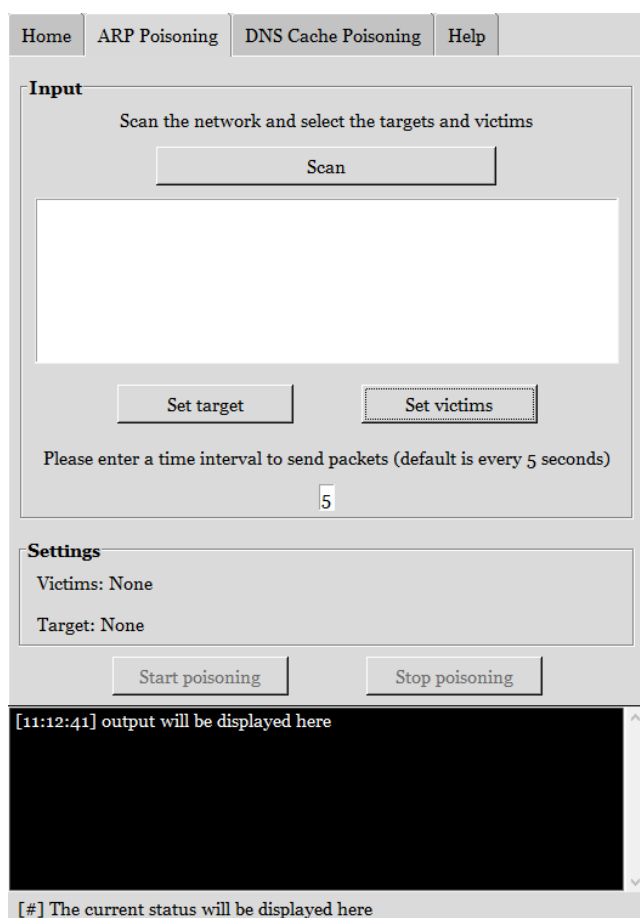 Home ARP Poisoning DNS Cache Poisoning Help
Input
Scan the network and select the targets and victims
Scan
Set target Set victims
Please enter a time interval to send packets (default is every 5 seconds)
5
Settings
Victims: None
Target: None
Start poisoning Stop poisoning
[11:12:41] output will be displayed here
[#] The current status will be displayed here